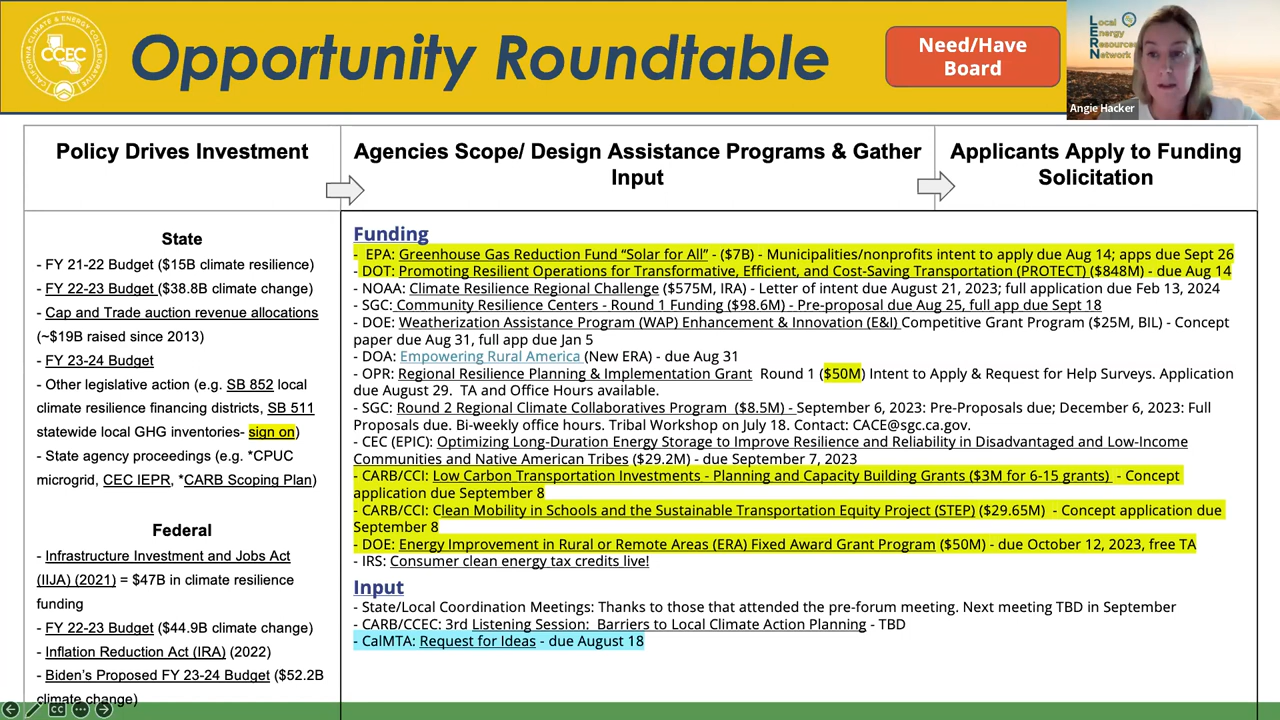 CALIFORNIA CLIMATE & ENERGY COLLABORATIVE
CCEC
Opportunity Roundtable
Need/Have
Board
Local
Energy
Resources
Network
Angie Hacker
Policy Drives Investment
Agencies Scope/ Design Assistance Programs & Gather
Input
Applicants Apply to Funding
Solicitation
State
- FY 21-22 Budget ($15B climate resilience)
- FY 22-23 Budget ($38.8B climate change)
- Cap and Trade auction revenue allocations
(~$19B raised since 2013)
- FY 23-24 Budget
- Other legislative action (e.g. SB 852 local
climate resilience financing districts, SB 511
statewide local GHG inventories- sign on)
- State agency proceedings (e.g. *CPUC
microgrid, CEC IEPR, *CARB Scoping Plan)
Federal
- Infrastructure Investment and Jobs Act
(IIJA) (2021) = $47B in climate resilience
funding
- FY 22-23 Budget ($44.9B climate change)
- Inflation Reduction Act (IRA) (2022)
- Biden's Proposed FY 23-24 Budget ($52.2B
climate change)
Funding
- EPA: Greenhouse Gas Reduction Fund “Solar for All” - ($7B) - Municipalities/nonprofits intent to apply due Aug 14; apps due Sept 26
- DOT: Promoting Resilient Operations for Transformative, Efficient, and Cost-Saving Transportation (PROTECT) ($848M) - due Aug 14
- NOAA: Climate Resilience Regional Challenge ($575M, IRA) - Letter of intent due August 21, 2023; full application due Feb 13, 2024
- SGC: Community Resilience Centers - Round 1 Funding ($98.6M) - Pre-proposal due Aug 25, full app due Sept 18
- DOE: Weatherization Assistance Program (WAP) Enhancement & Innovation (E&I) Competitive Grant Program ($25M, BIL) - Concept
paper due Aug 31, full app due Jan 5
- DOA: Empowering Rural America (New ERA) - due Aug 31
- OPR: Regional Resilience Planning & Implementation Grant Round 1 ($50M) Intent to Apply & Request for Help Surveys. Application
due August 29. TA and Office Hours available.
- SGC: Round 2 Regional Climate Collaboratives Program ($8.5M) - September 6, 2023: Pre-Proposals due; December 6, 2023: Full
Proposals due. Bi-weekly office hours. Tribal Workshop on July 18. Contact: CACE@sgc.ca.gov.
- CEC (EPIC): Optimizing Long-Duration Energy Storage to Improve Resilience and Reliability in Disadvantaged and Low-Income
Communities and Native American Tribes ($29.2M) - due September 7, 2023
- CARB/CCI: Low Carbon Transportation Investments - Planning and Capacity Building Grants ($3M for 6-15 grants) - Concept
application due September 8
- CARB/CCI: Clean Mobility in Schools and the Sustainable Transportation Equity Project (STEP) ($29.65M) - Concept application due
September 8
- DOE: Energy Improvement in Rural or Remote Areas (ERA) Fixed Award Grant Program ($50M) - due October 12, 2023, free TA
- IRS: Consumer clean energy tax credits live!
Input
- State/Local Coordination Meetings: Thanks to those that attended the pre-forum meeting. Next meeting TBD in September
- CARB/CCEC: 3rd Listening Session: Barriers to Local Climate Action Planning - TBD
- CalMTA: Request for Ideas - due August 18